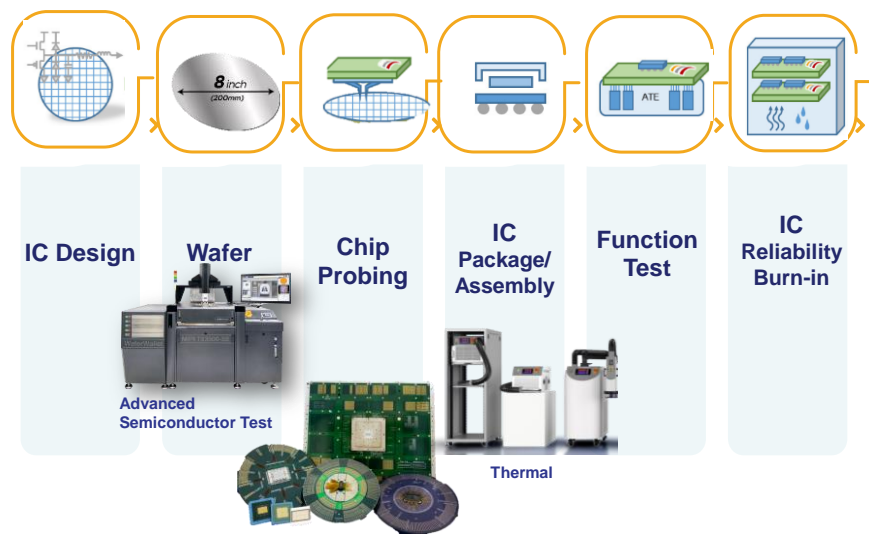 8 inch
(200mm)
ATE
IC Design
Wafer
Chip
Probing
IC
Package/
Assembly
Function
Test
IC
Reliability
Burn-in
Advanced
Semiconductor Test
Thermal